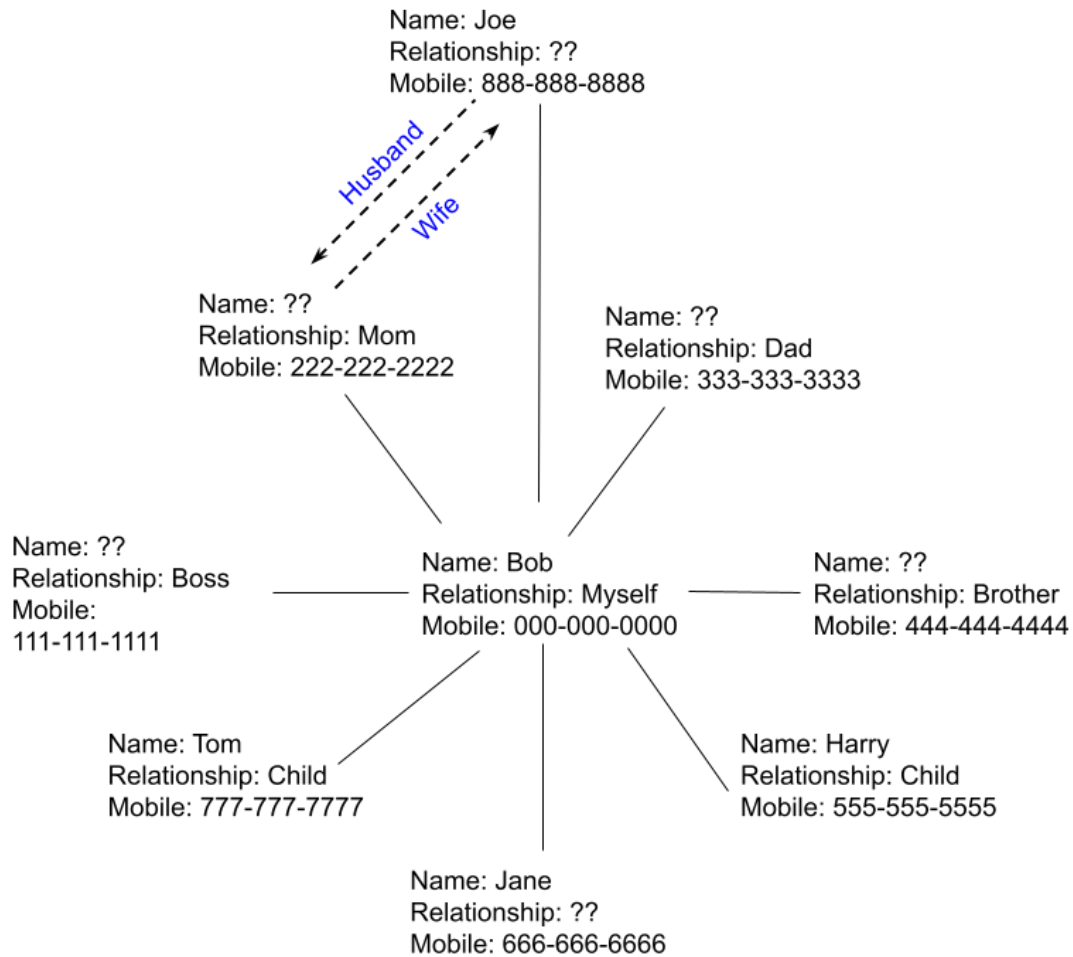 Name: Joe
Relationship: ??
Mobile: 888-888-8888
Husband
Wife
Name: ??
Relationship: Mom
Mobile: 222-222-2222
Name: ??
Relationship: Dad
Mobile: 333-333-3333
Name: ??
Relationship: Boss
Mobile:
111-111-1111
Name: Bob
Relationship: Myself
Mobile: 000-000-0000
Name: ??
Relationship: Brother
Mobile: 444-444-4444
Name: Tom
Relationship: Child
Mobile: 777-777-7777
Name: Harry
Relationship: Child
Mobile: 555-555-5555
Name: Jane
Relationship: ??
Mobile: 666-666-6666